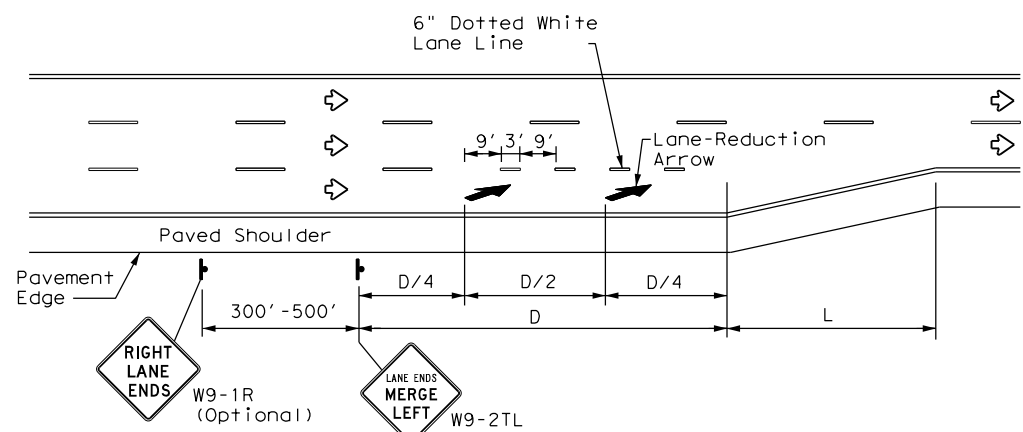 6" Dotted White
Lane Line
9' 3' 9'
Lane-Reduction
Arrow
Paved Shoulder
Pavement
Edge
D/4 D/2 D/4
300'-500'
D
L
RIGHT
LANE
ENDS
W9-1R
(Optional)
LANE ENDS
MERGE
LEFT
W9-2TL